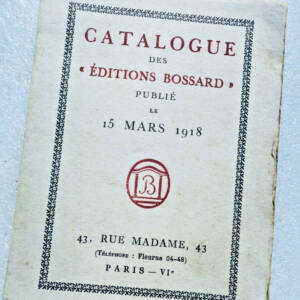 CATALOGUE
DES
« ÉDITIONS BOSSARD »
PUBLIÉ
LE
15 MARS 1918
B
43, RUE MADAME, 43
(TÉLÉPHONE : Fleurus 04-48)
PARIS — VIe